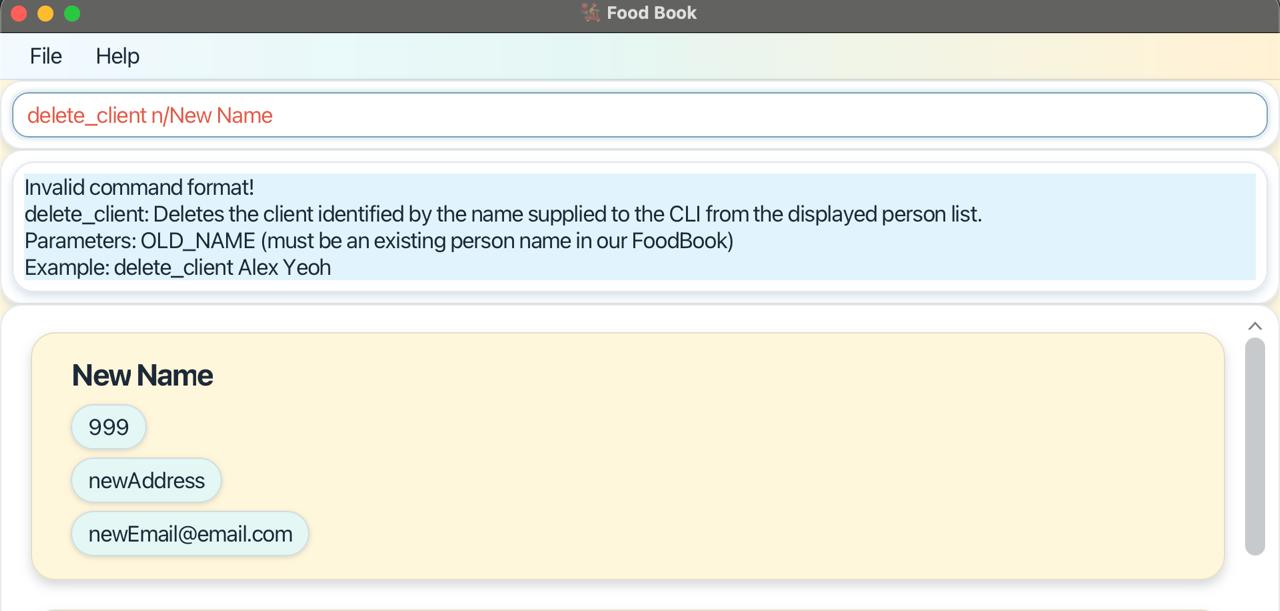 Food Book
File Help
delete_client n/New Name
Invalid command format!
delete_client: Deletes the client identified by the name supplied to the CLI from the displayed person list.
Parameters: OLD_NAME (must be an existing person name in our FoodBook)
Example: delete_client Alex Yeoh
New Name
999
newAddress
newEmail@email.com